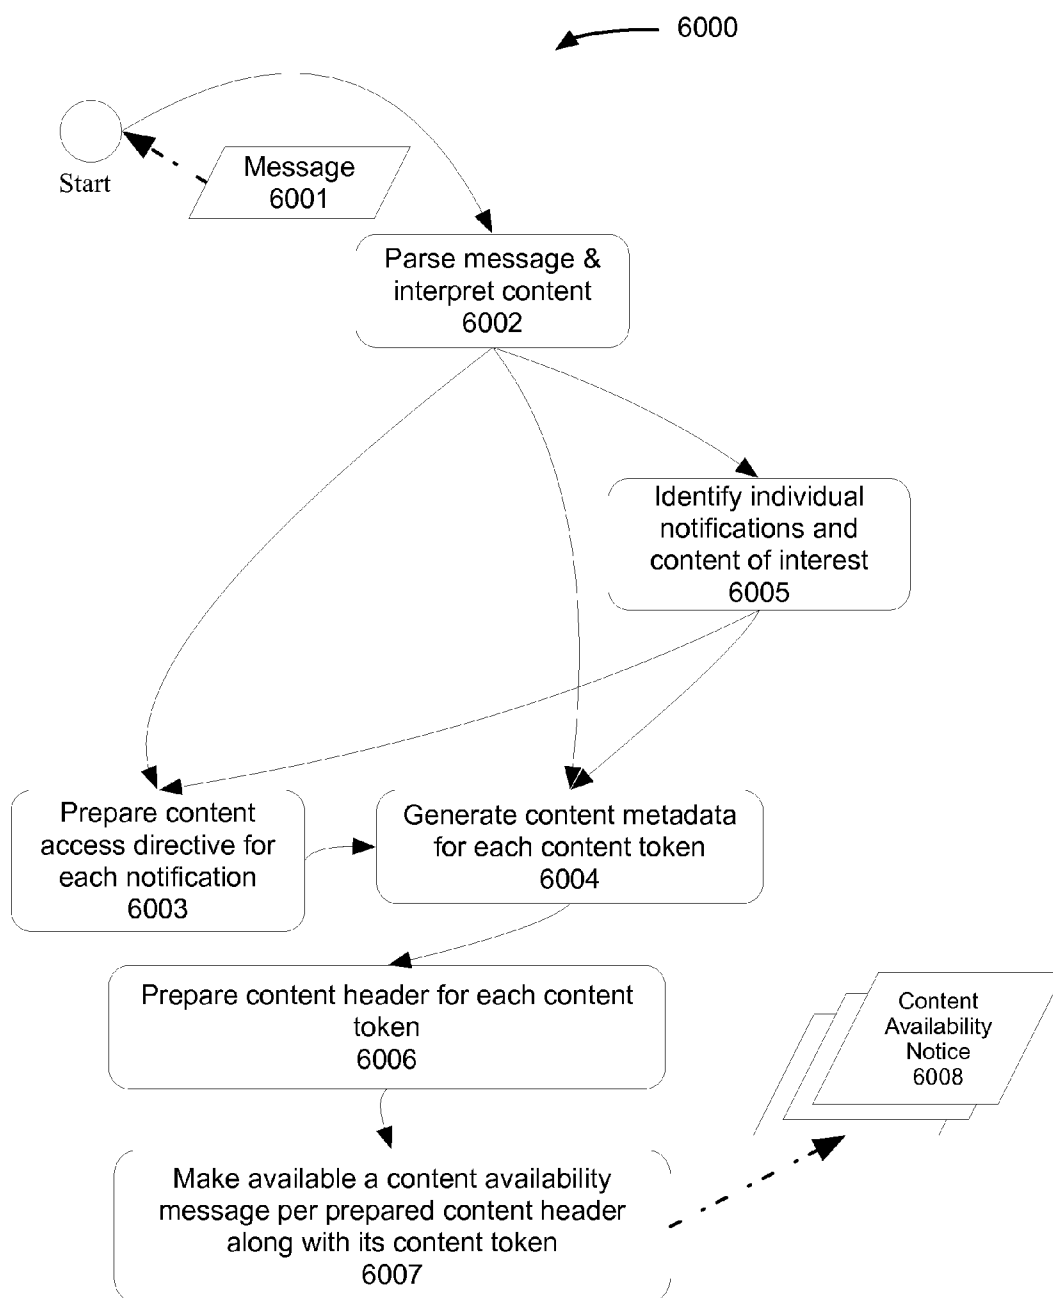 6000
Start
Message
6001
Parse message &
interpret content
6002
Identify individual
notifications and
content of interest
6005
Prepare content
access directive for
each notification
6003
Generate content metadata
for each content token
6004
Prepare content header for each content
token
6006
Content
Availability
Notice
6008
Make available a content availability
message per prepared content header
along with its content token
6007